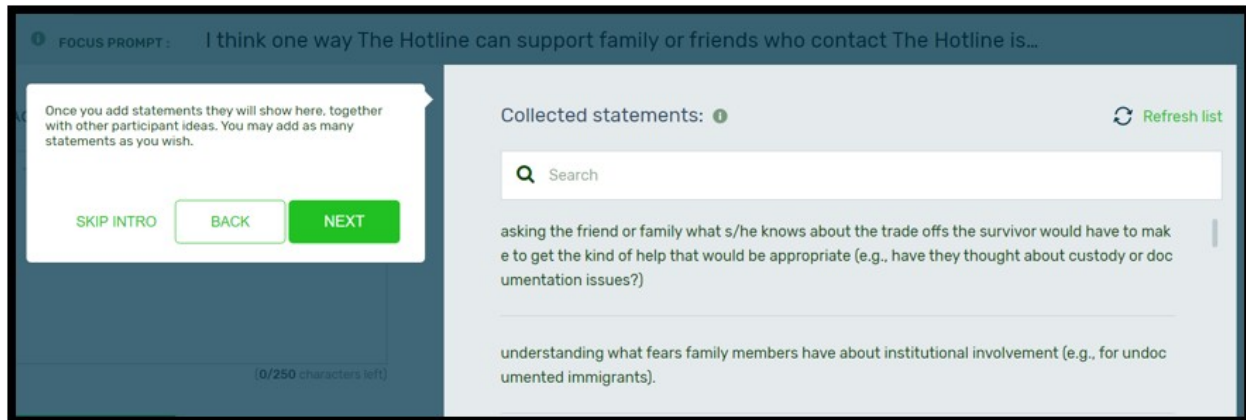 FOCUS PROMPT : I think one way The Hotline can support family or friends who contact The Hotline is...
Once you add statements they will show here, together
with other participant ideas. You may add as many
statements as you wish.
SKIP INTRO BACK NEXT
(0/250 characters left)
Collected statements:
Refresh list
Search
asking the friend or family what s/he knows about the trade offs the survivor would have to mak
e to get the kind of help that would be appropriate (e.g., have they thought about custody or doc
umentation issues?)
understanding what fears family members have about institutional involvement (e.g., for undoc
umented immigrants).